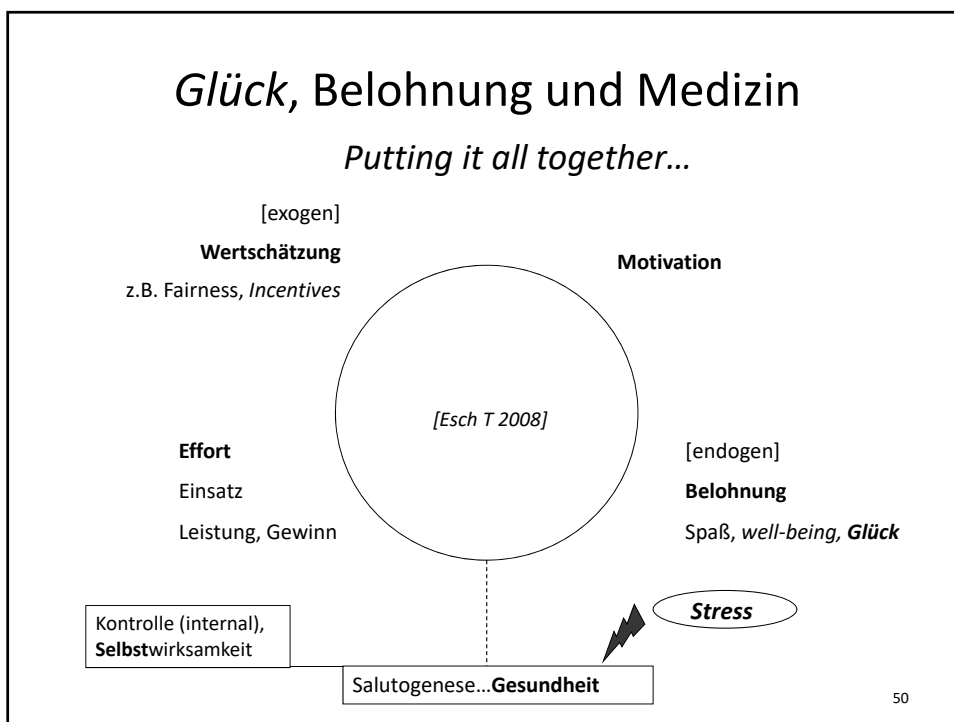 Glück, Belohnung und Medizin
Putting it all together…
[exogen]
Wertschätzung
z.B. Fairness, Incentives
Motivation
[Esch T 2008]
Effort
Einsatz
Leistung, Gewinn
[endogen]
Belohnung
Spaß, well-being, Glück
Stress
Kontrolle (internal),
Selbstwirksamkeit
Salutogenese…Gesundheit
50